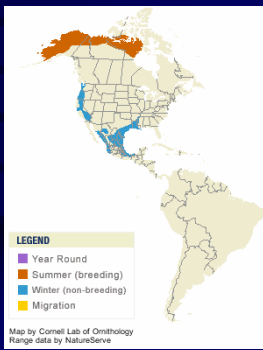 LEGEND
Year Round
Summer (breeding)
Winter (non-breeding)
Migration
Map by Cornell Lab of Ornithology
Range data by NatureServe